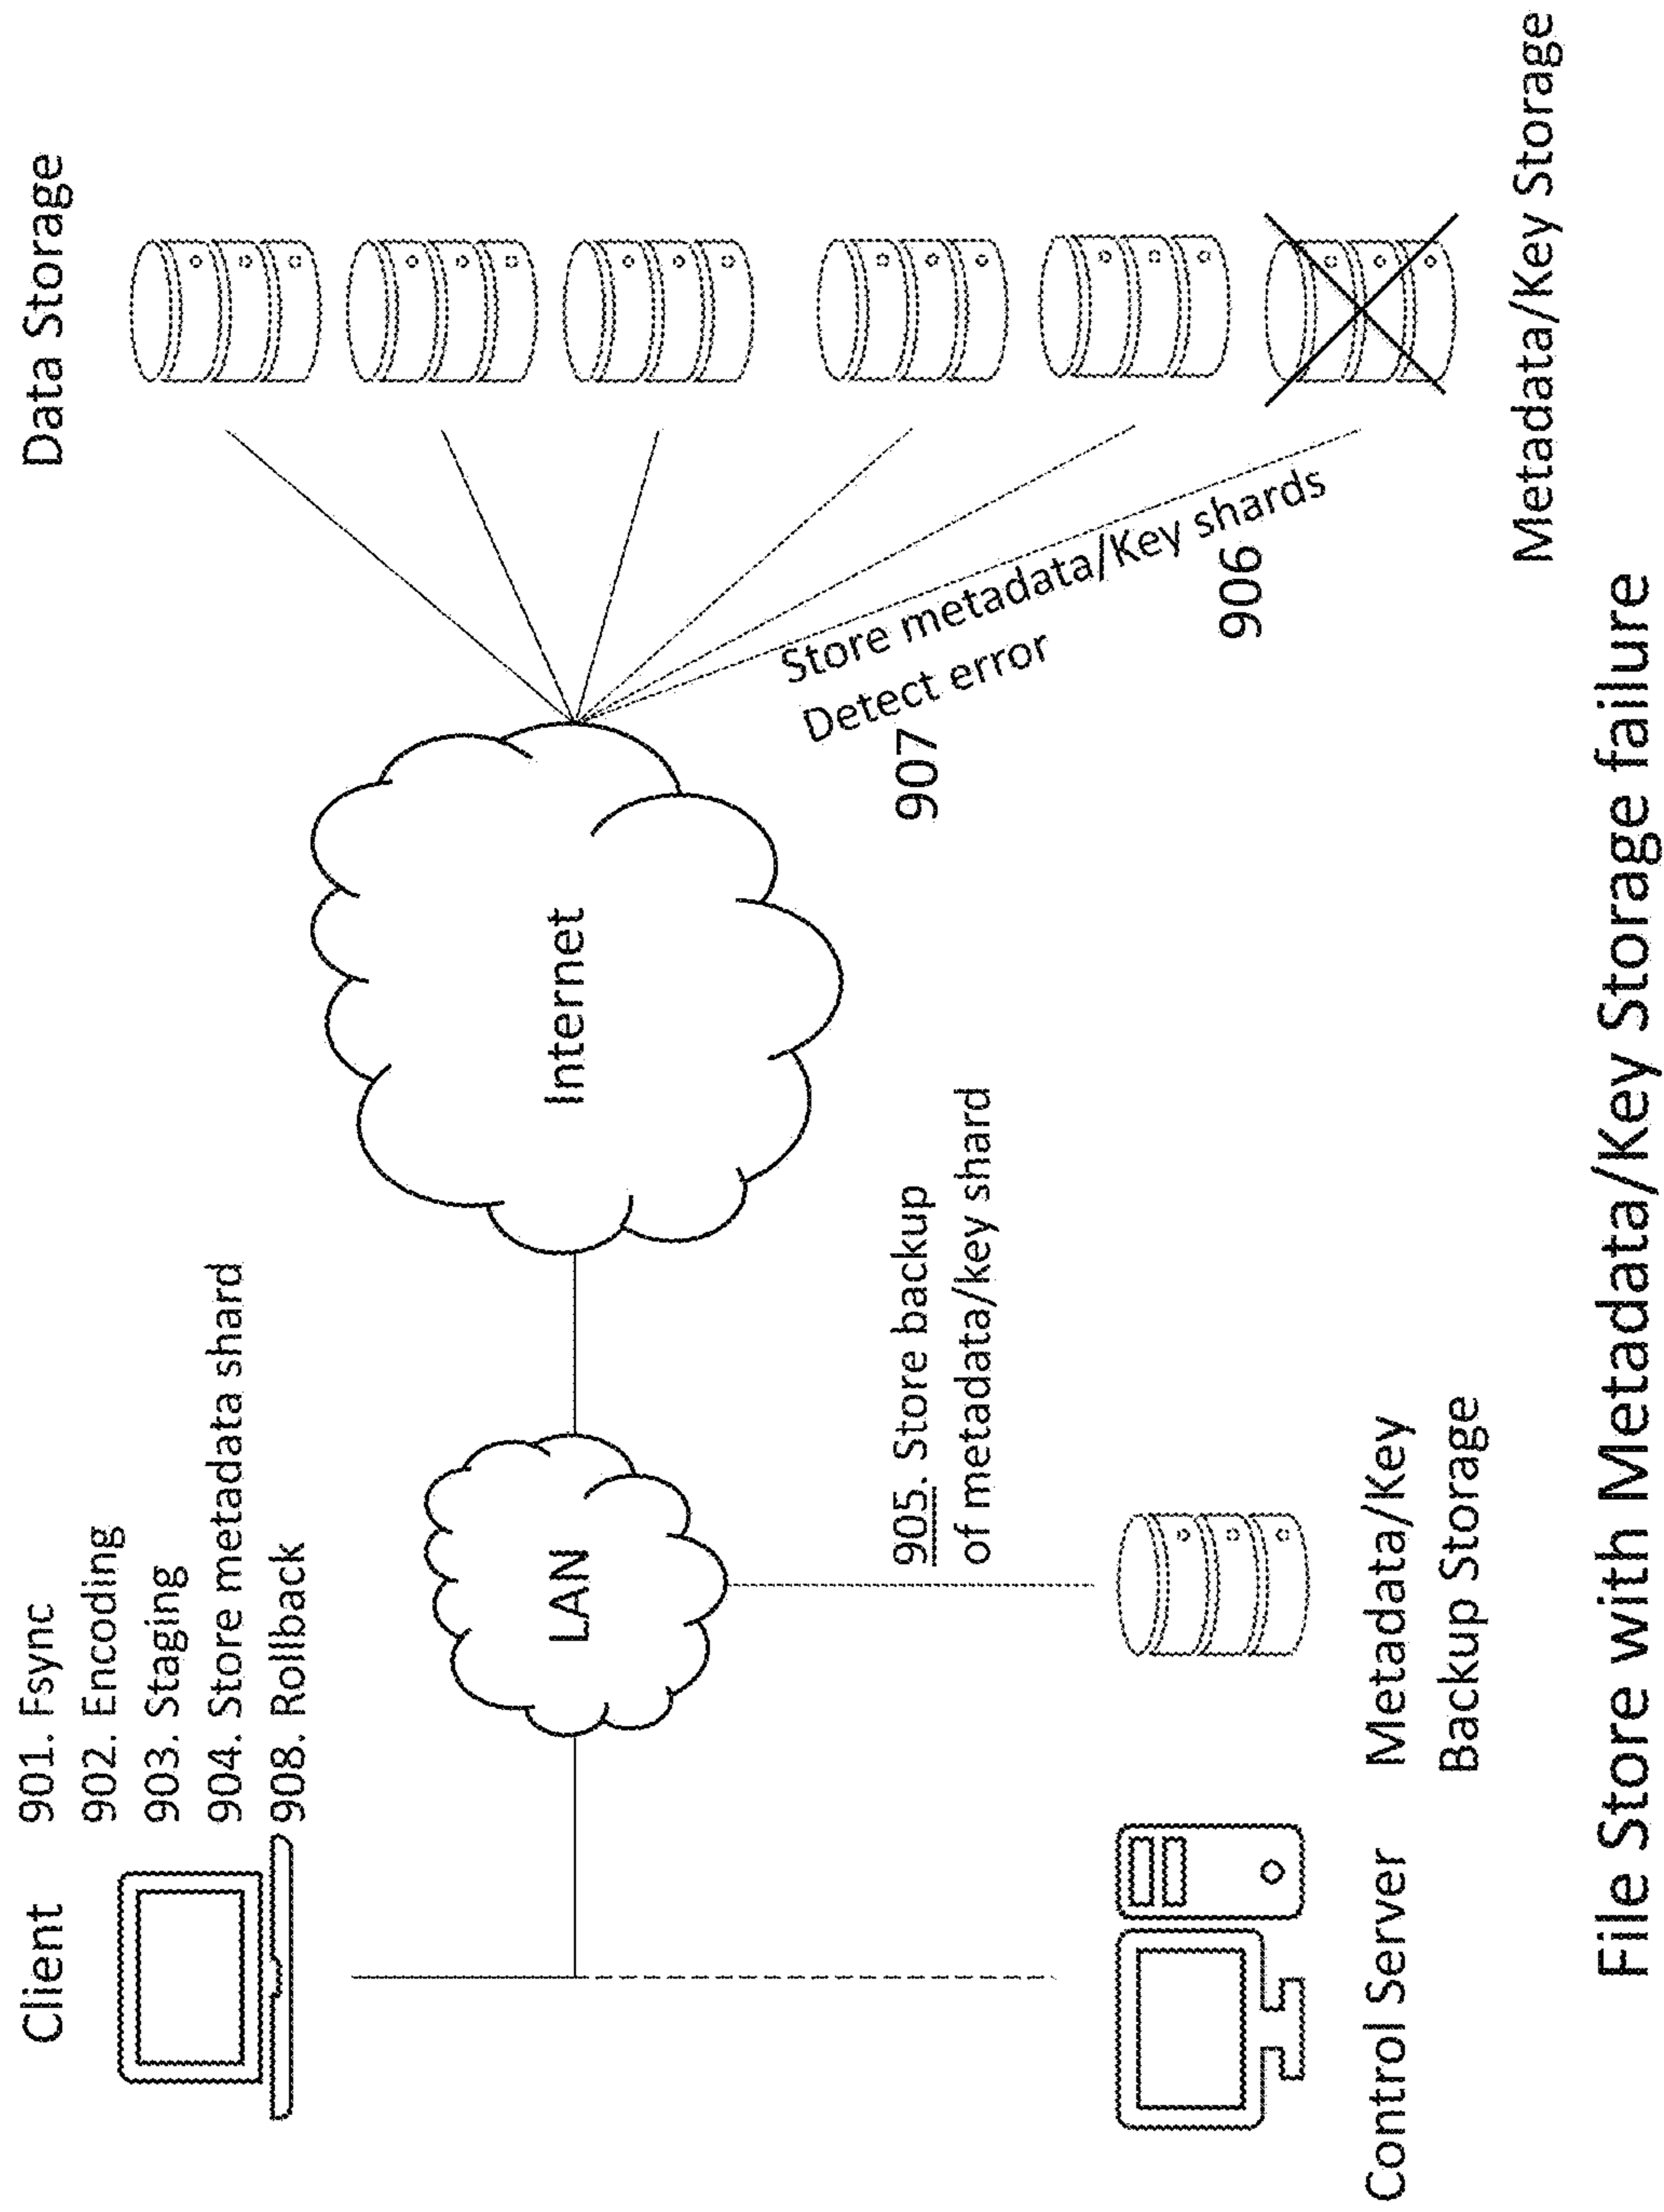 Client
901. Fsync
902. Encoding
903. Staging
904. Store metadata shard
908. Rollback
Data Storage
LAN
Internet
Store metadata/Key shards
Detect error
907
906
905. Store backup
of metadata/key shard
Control Server
Metadata/Key
Backup Storage
Metadata/Key Storage
File Store with Metadata/Key Storage failure